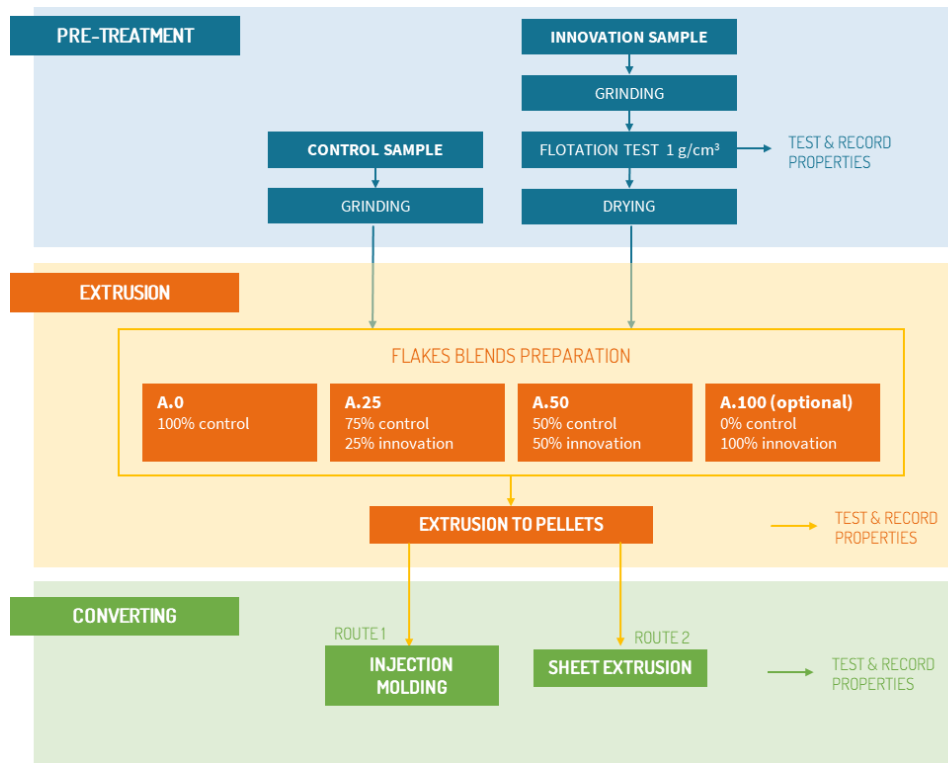 PRE-TREATMENT
INNOVATION SAMPLE
GRINDING
FLOTATION TEST 1 g/cm³
TEST & RECORD
PROPERTIES
CONTROL SAMPLE
GRINDING
DRYING
EXTRUSION
FLAKES BLENDS PREPARATION
A.0
100% control
A.25
75% control
25% innovation
A.50
50% control
50% innovation
A.100 (optional)
0% control
100% innovation
EXTRUSION TO PELLETS
TEST & RECORD
PROPERTIES
CONVERTING
ROUTE 1
INJECTION
MOLDING
ROUTE 2
SHEET EXTRUSION
TEST & RECORD
PROPERTIES